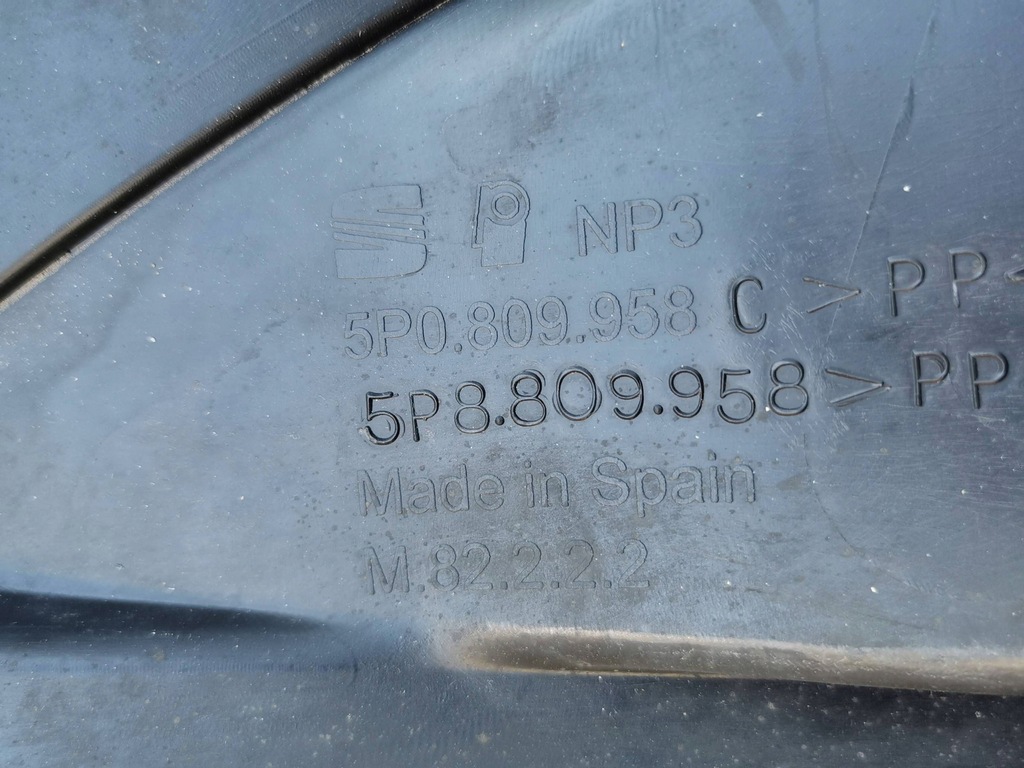 NP3
5P0.809.958 C >PP<
5P8.809.958 >PP
Made in Spain
M.82.2.2.2